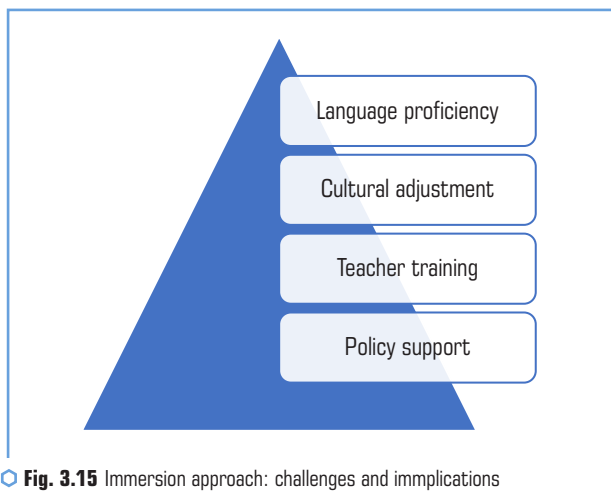 Language proficiency
Cultural adjustment
Teacher training
Policy support
Fig. 3.15 Immersion approach: challenges and immplications